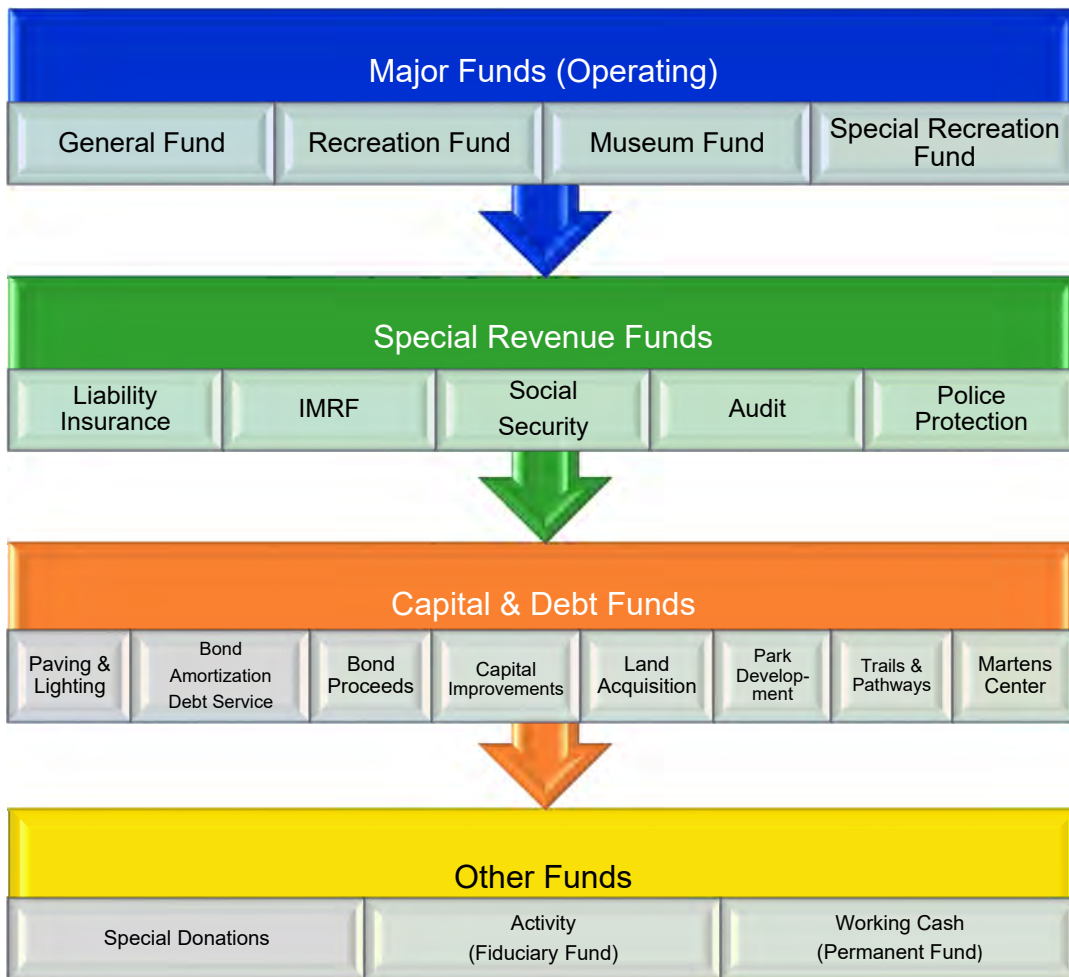 Major Funds (Operating)
General Fund
Recreation Fund
Museum Fund
Special Recreation
Fund
Special Revenue Funds
Liability
Insurance
IMRF
Social
Security
Audit
Police
Protection
Capital & Debt Funds
Paving &
Lighting
Bond
Amortization
Debt Service
Bond
Proceeds
Capital
Improvements
Land
Acquisition
Park
Develop-
ment
Trails &
Pathways
Martens
Center
Other Funds
Special Donations
Activity
(Fiduciary Fund)
Working Cash
(Permanent Fund)